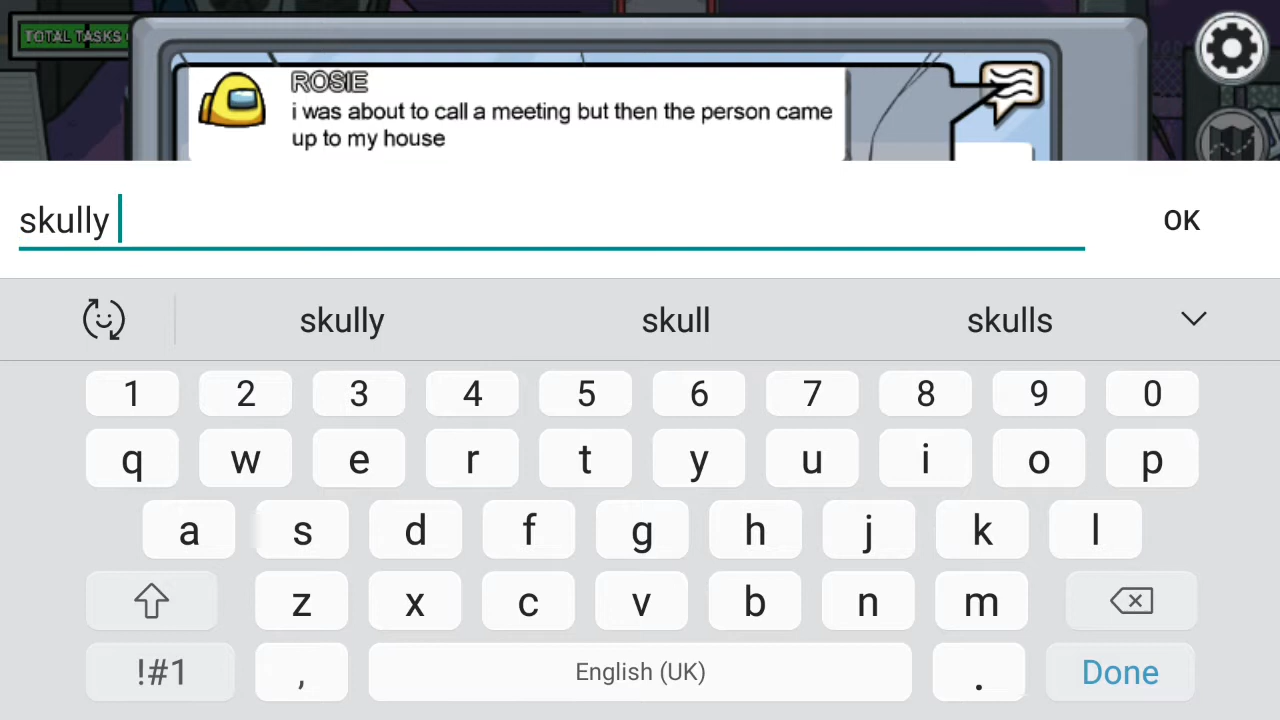 TOTAL TASKS
ROSIE
i was about to call a meeting but then the person came
up to my house
skully
OK
skully skull skulls
1 2 3 4 5 6 7 8 9 0
q w e r t y u i o p
a s d f g h j k l
z x c v b n m
!#1 , English (UK) . Done